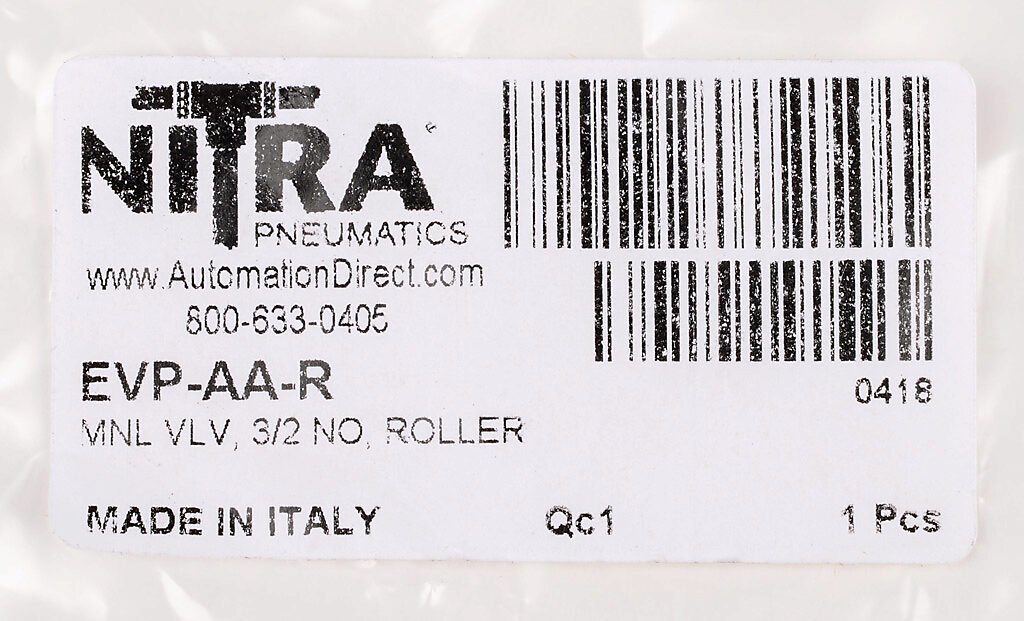 NITRA
PNEUMATICS
www.AutomationDirect.com
800-633-0405
EVP-AA-R
0418
MNL VLV, 3/2 NO, ROLLER
MADE IN ITALY Qc1 1 Pcs